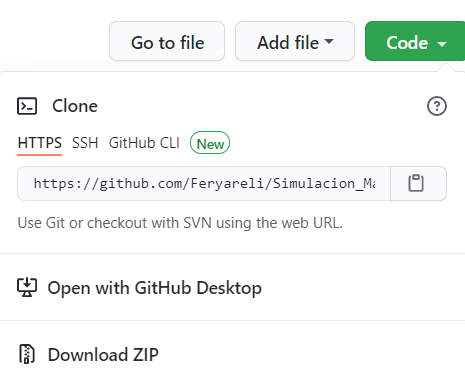 Go to file Add file Code
Clone
HTTPS SSH GitHub CLI New
https://github.com/Feryareli/Simulacion_Ma
Use Git or checkout with SVN using the web URL.
Open with GitHub Desktop
Download ZIP